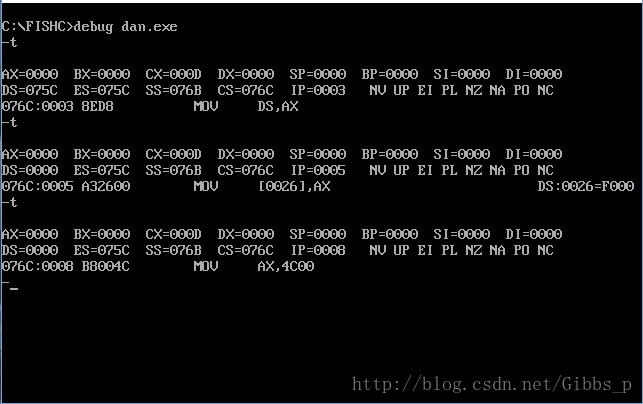 C:\FISHC>debug dan.exe
-t
AX=0000 BX=0000 CX=000D DX=0000 SP=0000 BP=0000 SI=0000 DI=0000
DS=075C ES=075C SS=076B CS=076C IP=0003 NV UP EI PL NZ NA PO NC
076C:0003 8ED8 MOV DS,AX
-t
AX=0000 BX=0000 CX=000D DX=0000 SP=0000 BP=0000 SI=0000 DI=0000
DS=0000 ES=075C SS=076B CS=076C IP=0005 NV UP EI PL NZ NA PO NC
076C:0005 A32600 MOV [0026],AX DS:0026=F000
-t
AX=0000 BX=0000 CX=000D DX=0000 SP=0000 BP=0000 SI=0000 DI=0000
DS=0000 ES=075C SS=076B CS=076C IP=0008 NV UP EI PL NZ NA PO NC
076C:0008 B8004C MOV AX,4C00
-_
http://blog.csdn.net/Gibbs_p